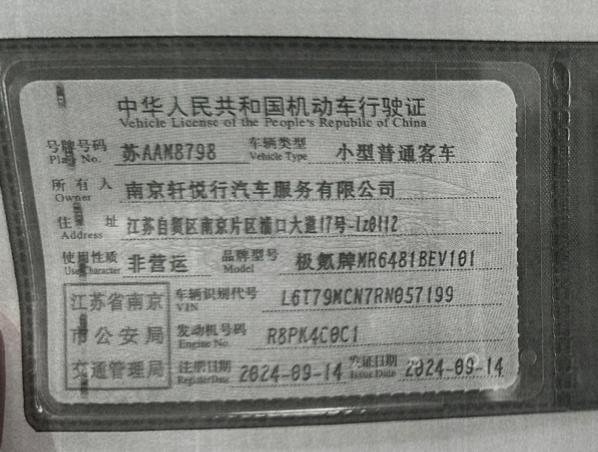 中华人民共和国机动车行驶证
Vehicle License of the People's Republic of China
号牌号码 Plate No. 苏AAM8798 车辆类型 Vehicle Type 小型普通客车
所有人 Owner 南京轩悦行汽车服务有限公司
住址 Address 江苏自贸区南京片区浦口大道17号-1z0112
使用性质 Use Character 非营运 品牌型号 Model 极氪牌MR6481BEV101
江苏省南京 车辆识别代号 VIN L6T79MCN7RN057199
市公安局 发动机号码 Engine No. R8PK4C0C1
交通管理局 注册日期 Register Date 2024-09-14 发证日期 Issue Date 2024-09-14